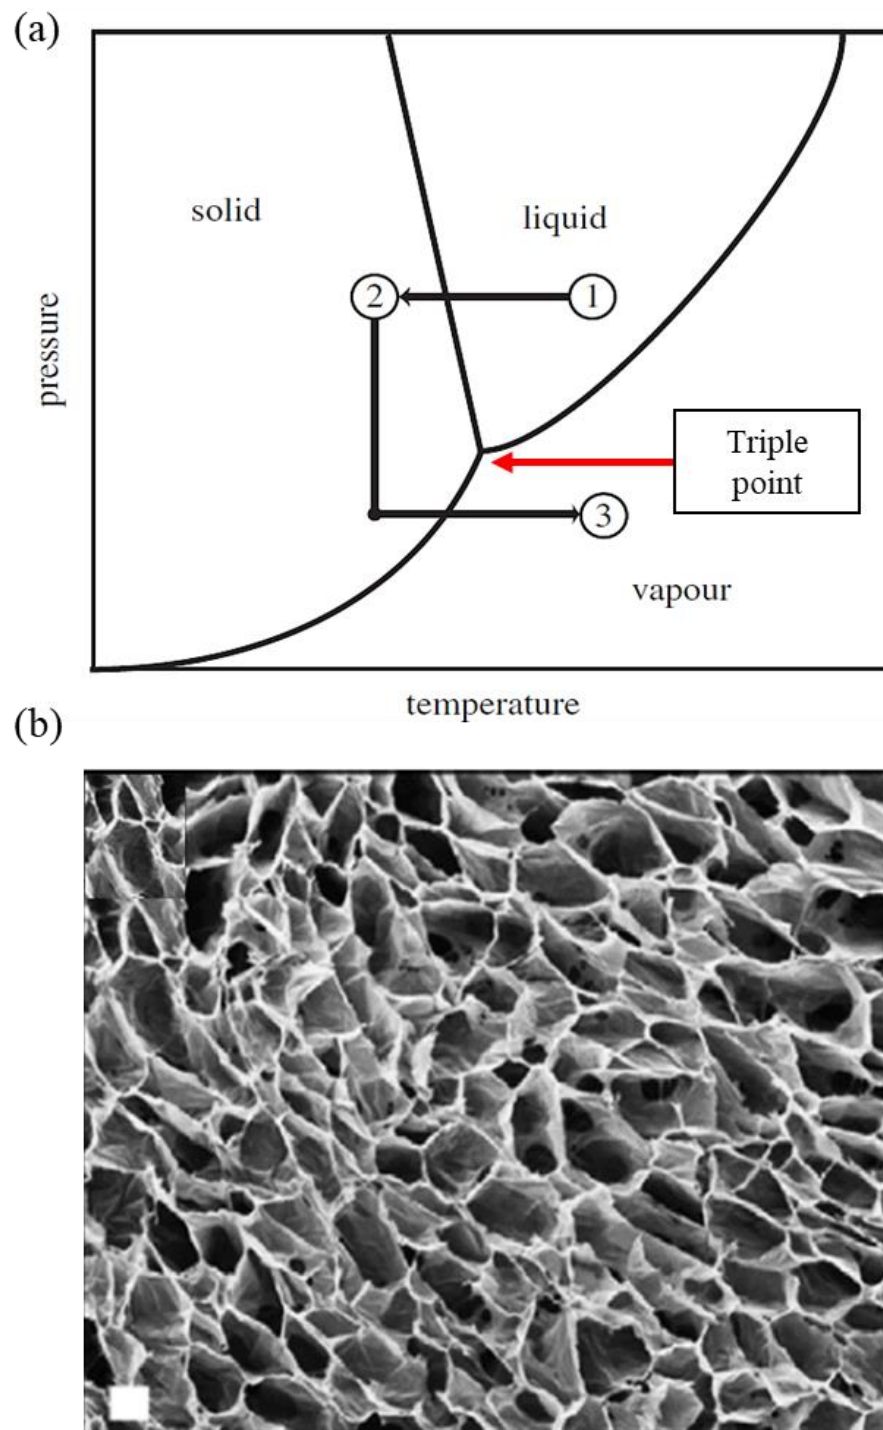 (a)
solid
liquid
2
1
pressure
Triple
point
3
vapour
temperature
(b)